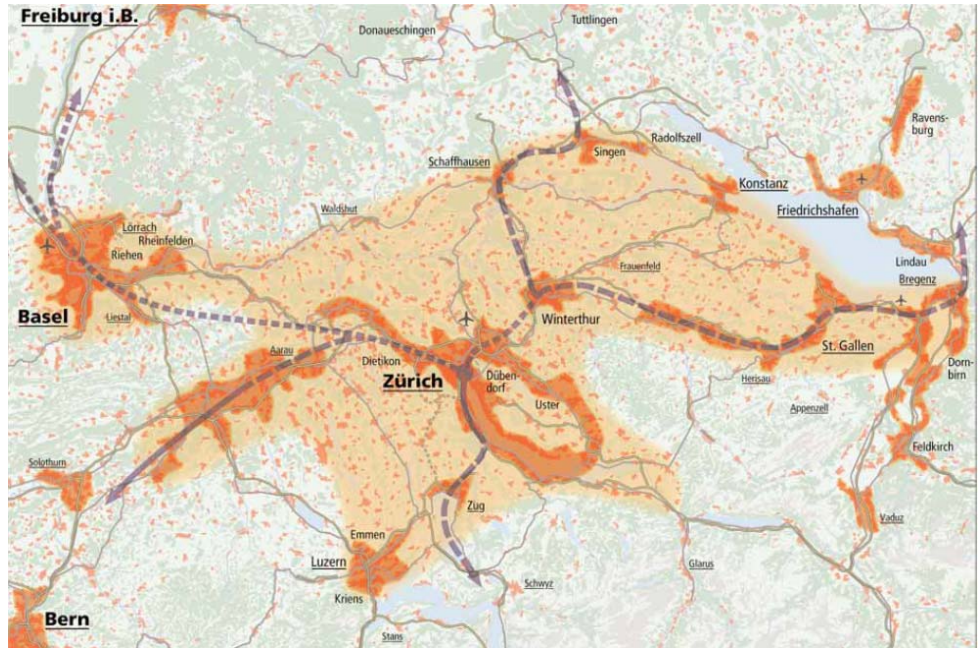 Freiburg i.B.
Tuttlingen
Donaueschingen
Ravens-
burg
Radolfszell
Singen
Schaffhausen
Konstanz
Waldshut
Friedrichshafen
Lörrach
Rheinfelden
Riehen
Lindau
Bregenz
Frauenfeld
Basel
Liestal
Winterthur
St. Gallen
Aarau
Dietikon
Zürich
Düben-
dorf
Dorn-
birn
Herisau
Uster
Appenzell
Feldkirch
Solothurn
Zug
Vaduz
Emmen
Luzern
Glarus
Schwyz
Kriens
Bern
Stans